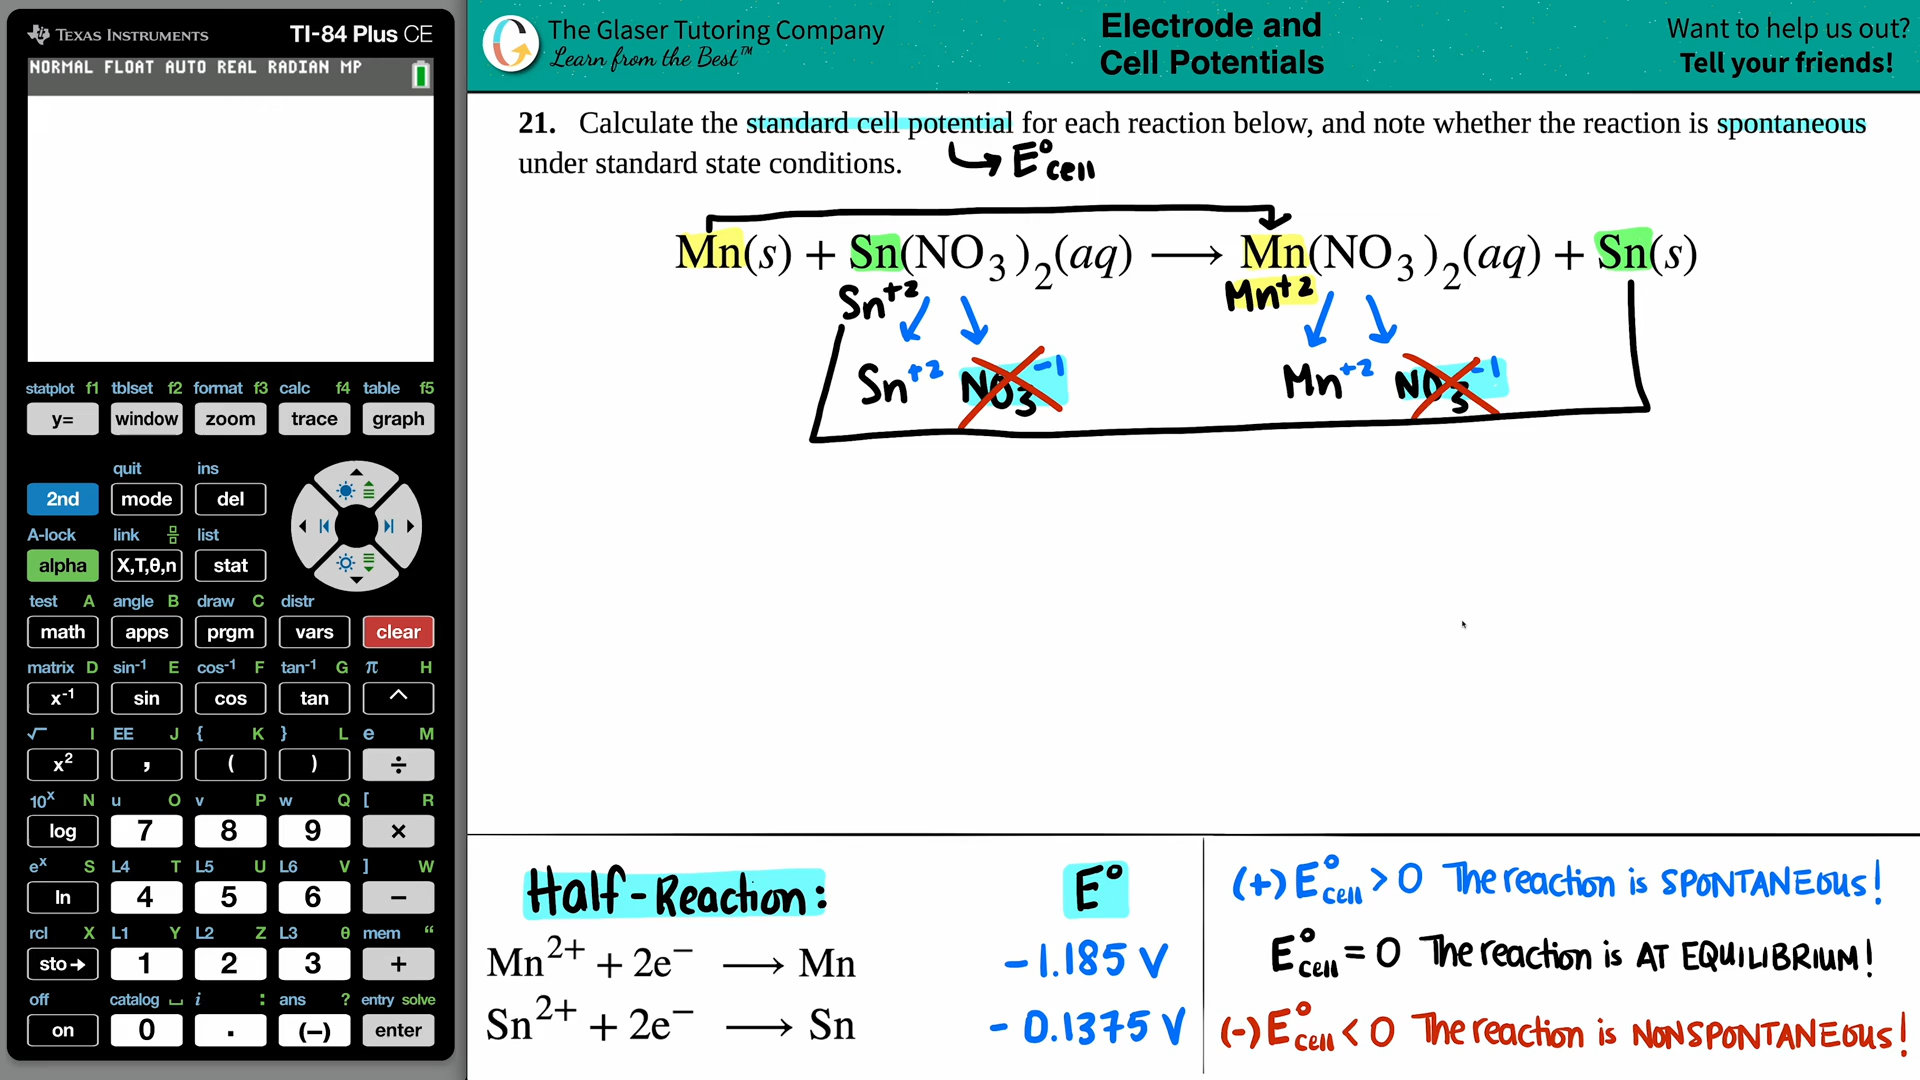 TEXAS INSTRUMENTS TI-84 Plus CE
NORMAL FLOAT AUTO REAL RADIAN MP
statplot f1 tblset f2 format f3 calc f4 table f5
y= window zoom trace graph
quit ins
2nd mode del
A-lock link list
alpha X,T,θ,n stat
test A angle B draw C distr
math apps prgm vars clear
matrix D sin⁻¹ E cos⁻¹ F tan⁻¹ G π H
x⁻¹ sin cos tan ^
√ I EE J { K } L e M
x² , ( ) ÷
10ˣ N u O v P w Q [ R
log 7 8 9 ×
eˣ S L4 T L5 U L6 V ] W
ln 4 5 6 −
rcl X L1 Y L2 Z L3 θ mem “
sto→ 1 2 3 +
off catalog i : ans ? entry solve
on 0 . (−) enter
The Glaser Tutoring Company
Learn from the Best™
Electrode and
Cell Potentials
Want to help us out?
Tell your friends!
21. Calculate the standard cell potential for each reaction below, and note whether the reaction is spontaneous
under standard state conditions. E°cell
Mn(s) + Sn(NO₃)₂(aq) ⟶ Mn(NO₃)₂(aq) + Sn(s)
Sn⁺² Mn⁺²
Sn⁺² NO₃⁻¹ Mn⁺² NO₃⁻¹
Half-Reaction: E°
Mn²⁺ + 2e⁻ ⟶ Mn -1.185 V
Sn²⁺ + 2e⁻ ⟶ Sn -0.1375 V
(+) E°cell > 0 The reaction is SPONTANEOUS!
E°cell = 0 The reaction is AT EQUILIBRIUM!
(-) E°cell < 0 The reaction is NONSPONTANEOUS!